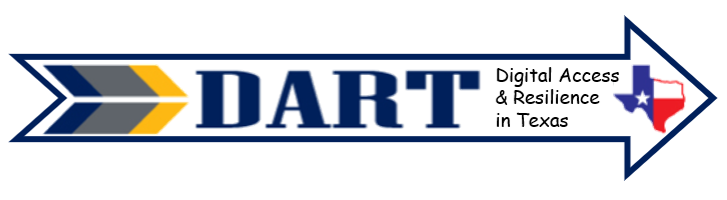 DART
Digital Access
& Resilience
in Texas